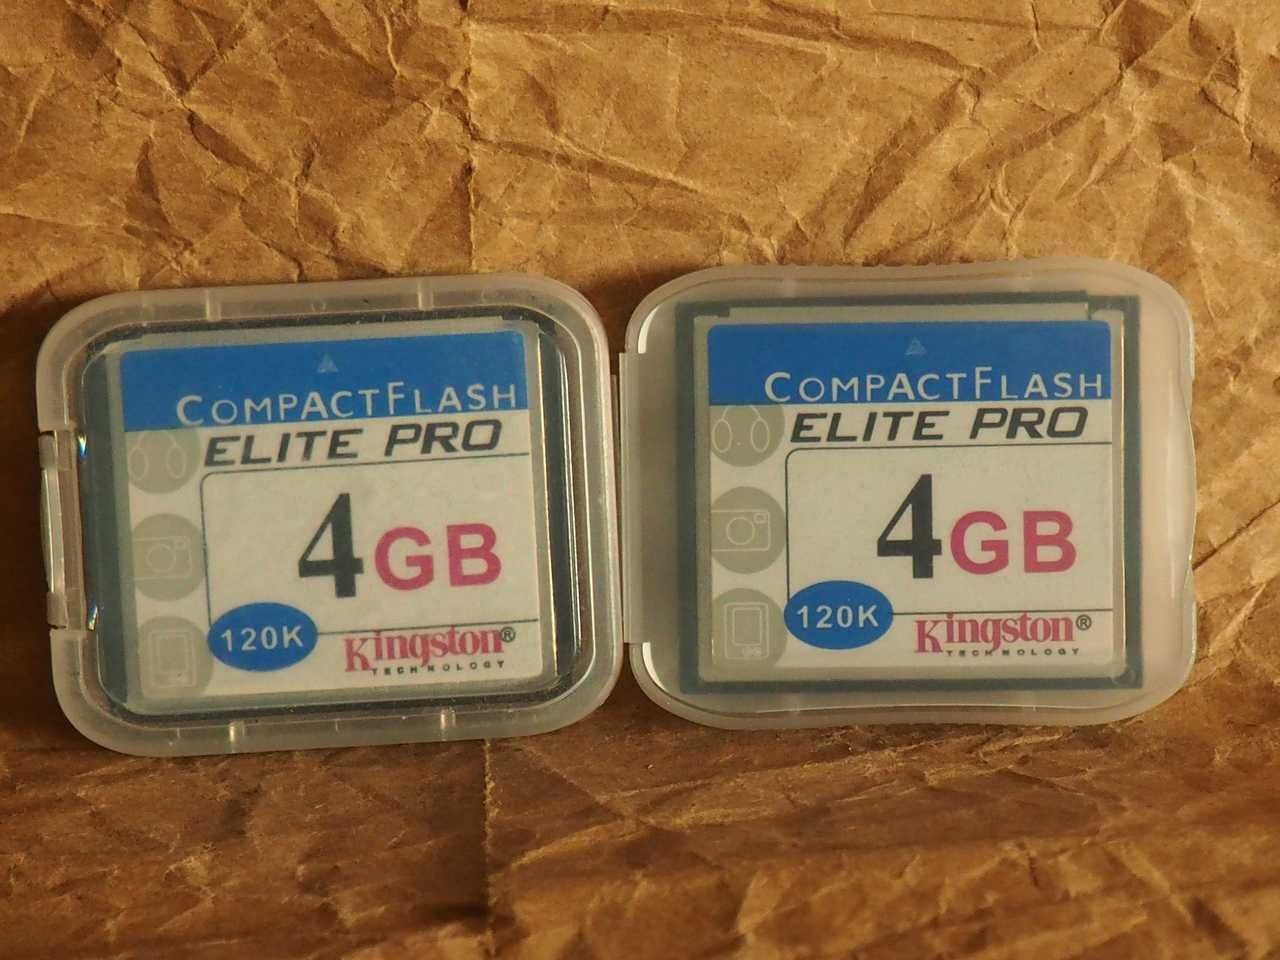 COMPACTFLASH
ELITE PRO
4GB
120K
Kingston®
TECHNOLOGY
COMPACTFLASH
ELITE PRO
4GB
120K
Kingston®
TECHNOLOGY